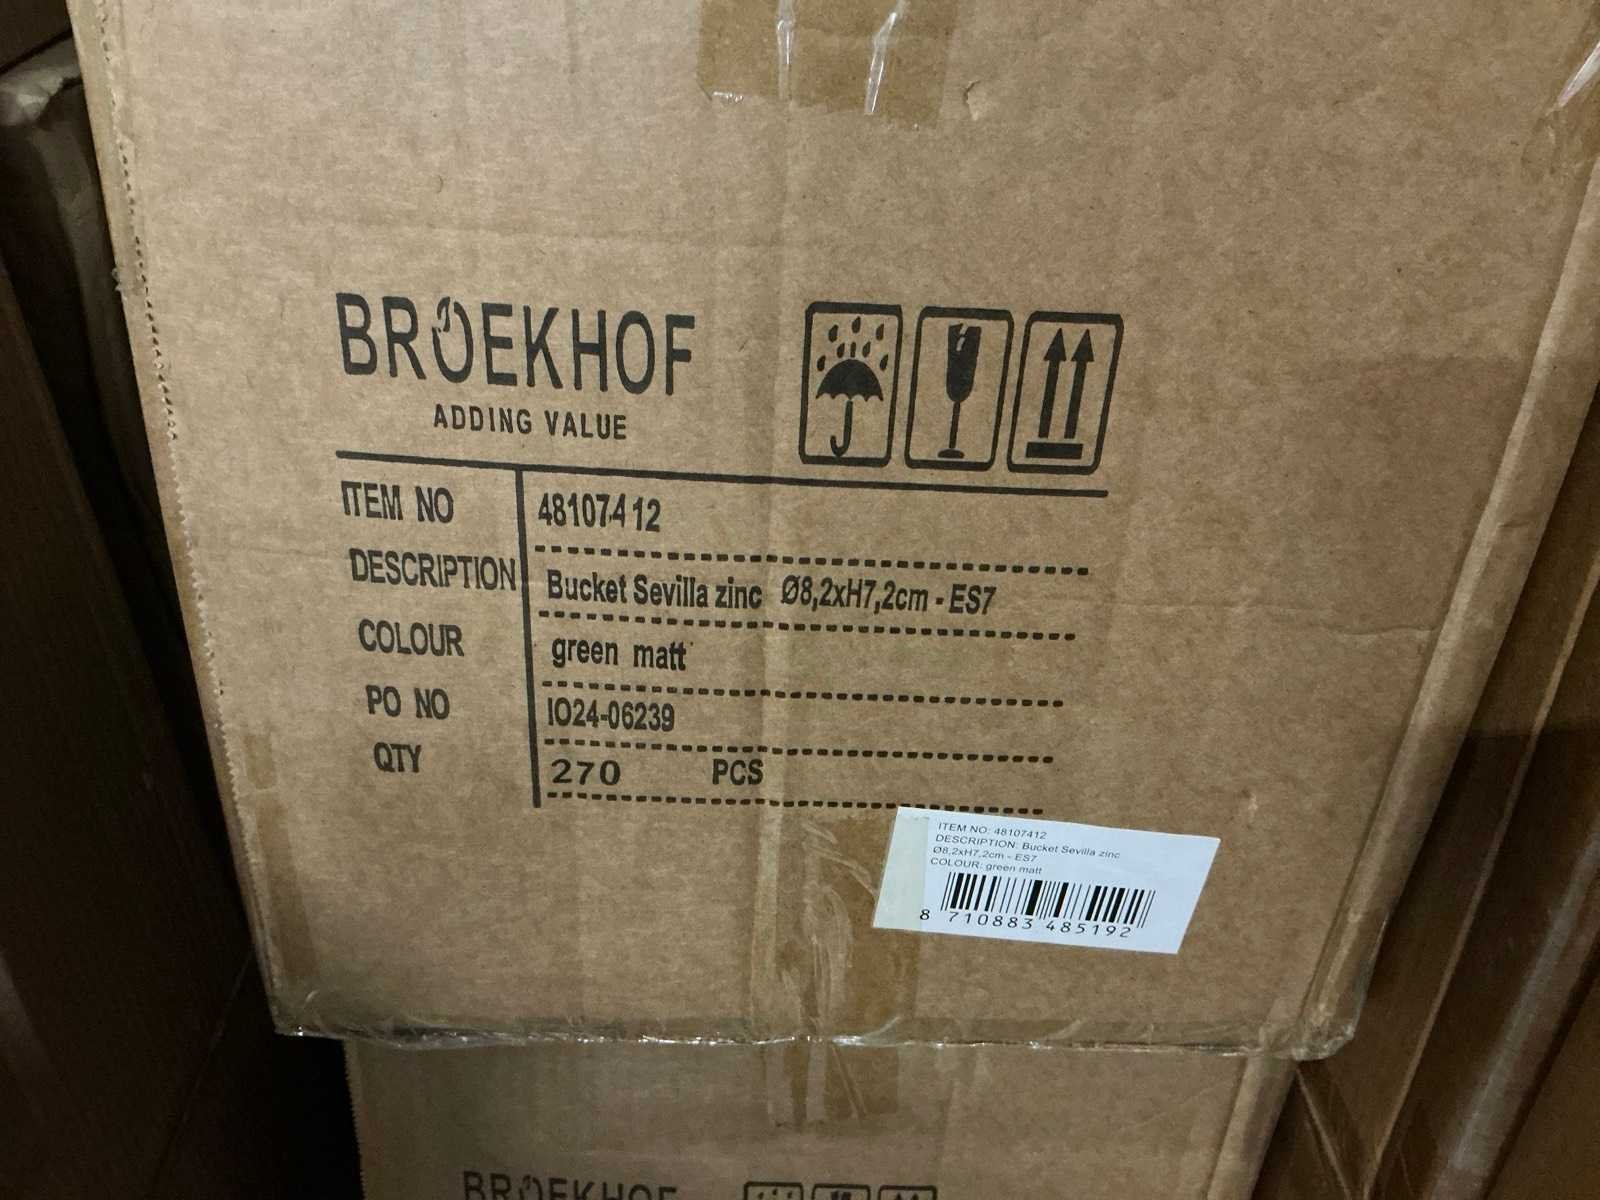 BROEKHOF
ADDING VALUE
ITEM NO 48107412
DESCRIPTION Bucket Sevilla zinc Ø8,2xH7,2cm - ES7
COLOUR green matt
PO NO IO24-06239
QTY 270 PCS
ITEM NO: 48107412
DESCRIPTION: Bucket Sevilla zinc
Ø8,2xH7,2cm - ES7
COLOUR: green matt
8 710883 485192
BROEKHOF